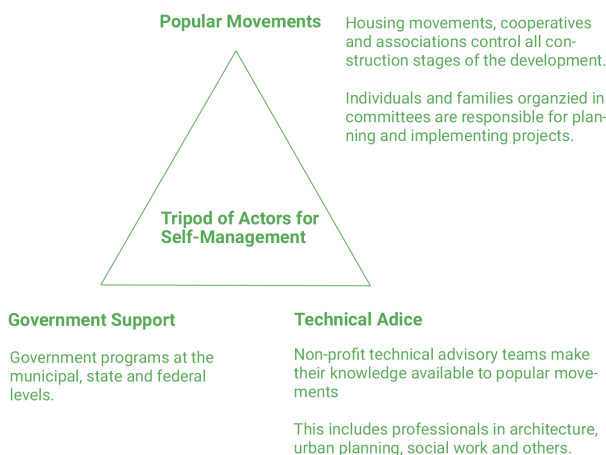 Popular Movements
Housing movements, cooperatives
and associations control all con-
struction stages of the development.
Individuals and families organzied in
committees are responsible for plan-
ning and implementing projects.
Tripod of Actors for
Self-Management
Government Support
Government programs at the
municipal, state and federal
levels.
Technical Adice
Non-profit technical advisory teams make
their knowledge available to popular move-
ments
This includes professionals in architecture,
urban planning, social work and others.